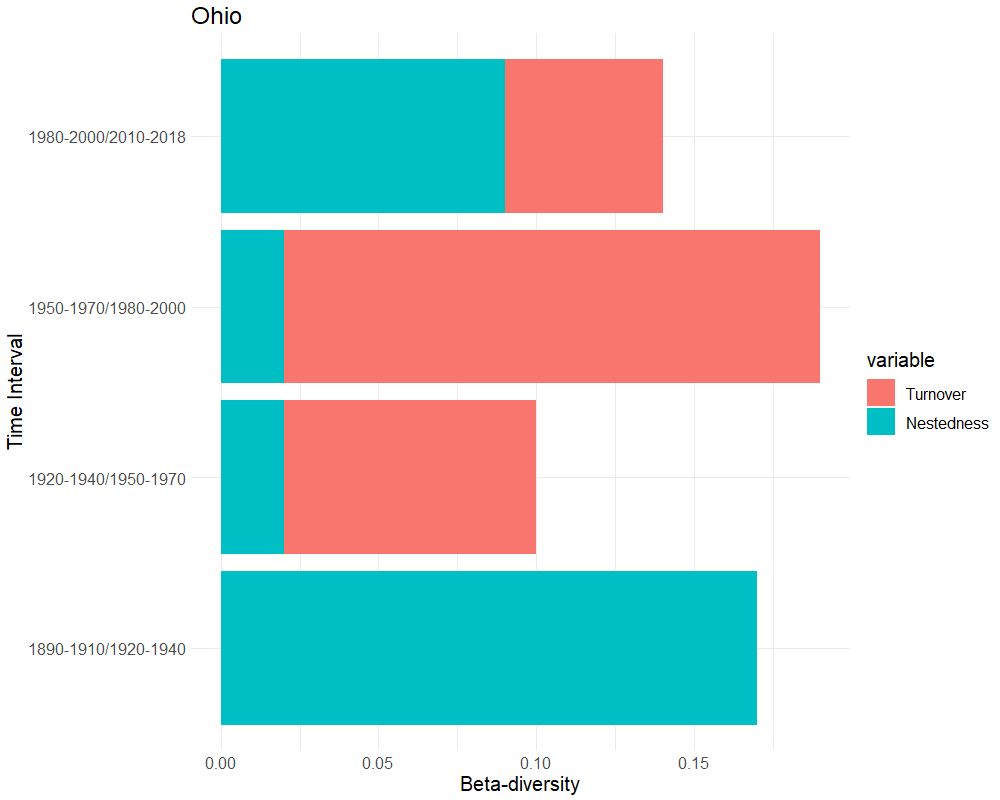 Ohio
Time Interval
1980-2000/2010-2018
1950-1970/1980-2000
1920-1940/1950-1970
1890-1910/1920-1940
0.00
0.05
0.10
0.15
Beta-diversity
variable
Turnover
Nestedness